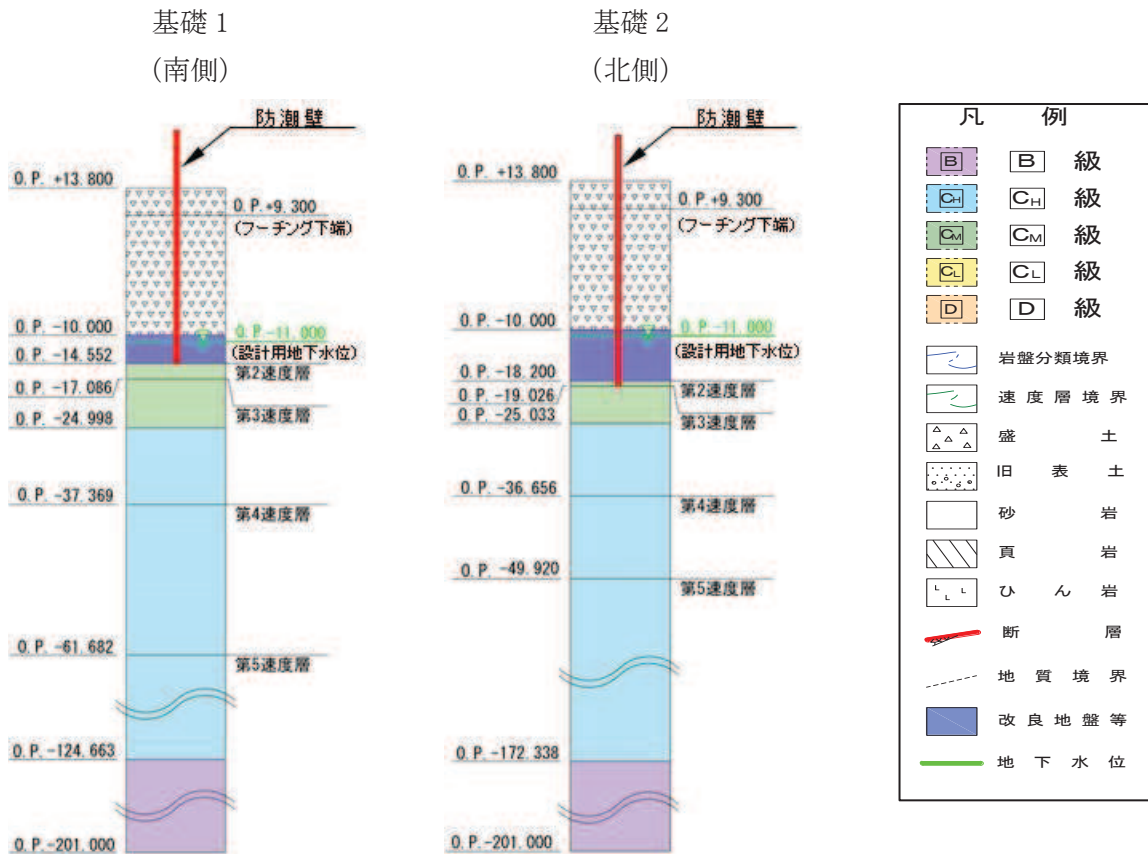 基礎 1
(南側)
防潮壁
O.P. +13.800
O.P.+9.300
(フーチング下端)
O.P. -10.000
O.P.-11.000
O.P. -14.552
(設計用地下水位)
第2速度層
O.P. -17.086
O.P. -24.998
第3速度層
O.P. -37.369
第4速度層
O.P. -61.682
第5速度層
O.P. -124.663
O.P.-201.000
基礎 2
(北側)
防潮壁
O.P. +13.800
O.P.+9.300
(フーチング下端)
O.P. -10.000
O.P.-11.000
(設計用地下水位)
O.P. -18.200
第2速度層
O.P. -19.026
O.P. -25.033
第3速度層
O.P. -36.656
第4速度層
O.P. -49.920
第5速度層
O.P. -172.338
O.P.-201.000
凡 例
B B 級
CH CH 級
CM CM 級
CL CL 級
D D 級
岩盤分類境界
速度層境界
盛土
旧表土
砂岩
頁岩
ひん岩
断層
地質境界
改良地盤等
地下水位